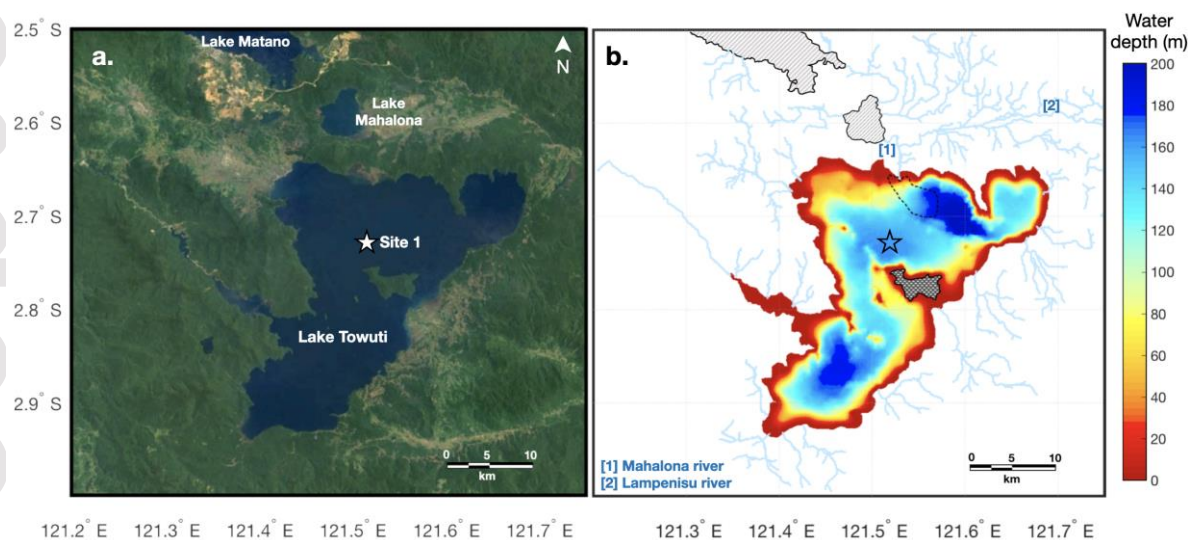 a.
Lake Matano
N
Lake
Mahalona
Site 1
Lake Towuti
0 5 10
km
2.5° S
2.6° S
2.7° S
2.8° S
2.9° S
121.2° E 121.3° E 121.4° E 121.5° E 121.6° E 121.7° E
b.
[2]
[1]
[1] Mahalona river
[2] Lampenisu river
0 5 10
km
121.3° E 121.4° E 121.5° E 121.6° E 121.7° E
Water
depth (m)
200
180
160
140
120
100
80
60
40
20
0